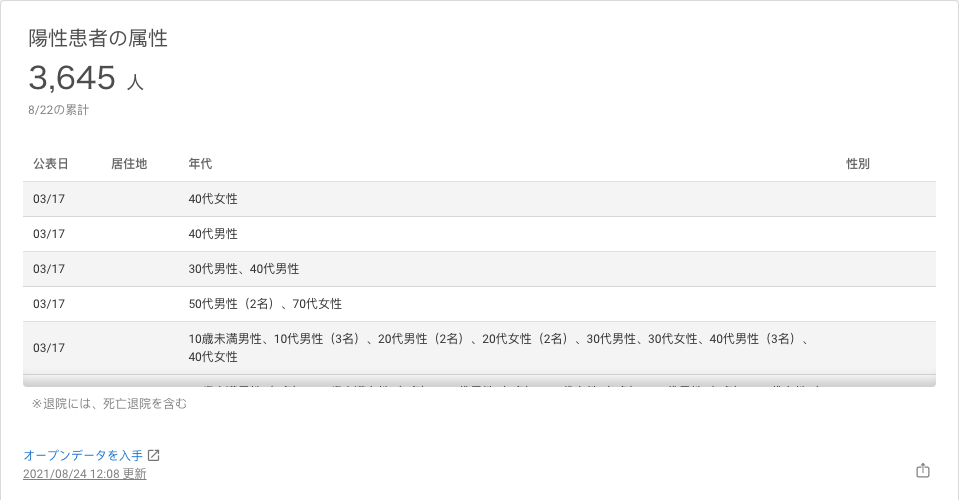 陽性患者の属性
3,645 人
8/22の累計
公表日 居住地 年代 性別
03/17 40代女性
03/17 40代男性
03/17 30代男性、40代男性
03/17 50代男性（2名）、70代女性
03/17 10歳未満男性、10代男性（3名）、20代男性（2名）、20代女性（2名）、30代男性、30代女性、40代男性（3名）、
40代女性
※退院には、死亡退院を含む
オープンデータを入手
2021/08/24 12:08 更新